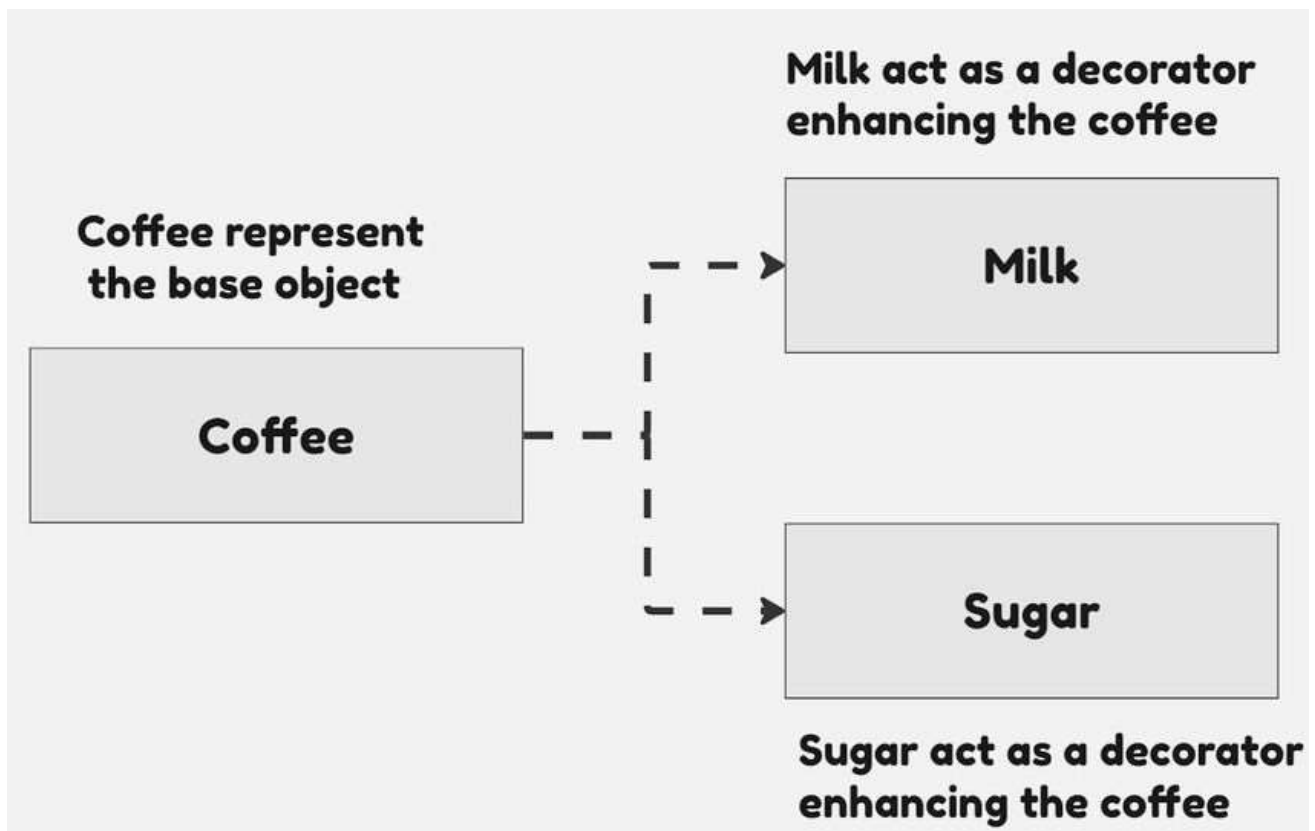 Milk act as a decorator
enhancing the coffee
Coffee represent
the base object
Milk
Coffee
Sugar
Sugar act as a decorator
enhancing the coffee